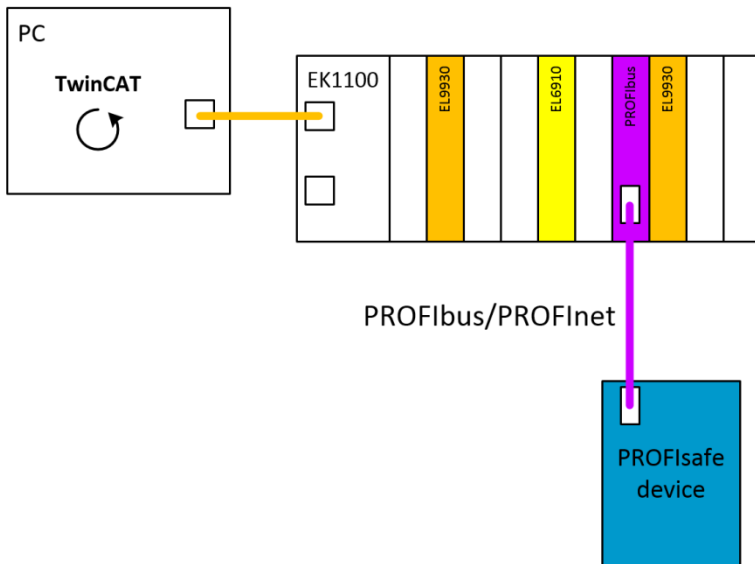 PC
TwinCAT
EK1100
EL9930
EL6910
PROFIbus
EL9930
PROFIbus/PROFInet
PROFIsafe
device